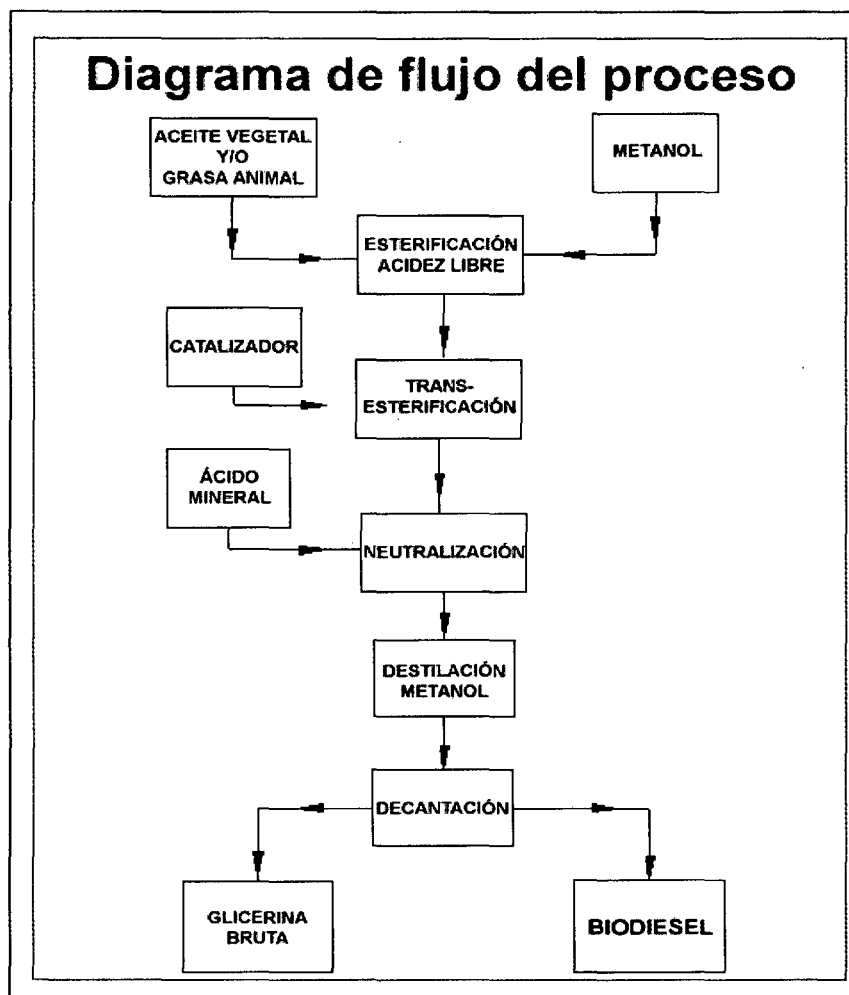 Diagrama de flujo del proceso
ACEITE VEGETAL
Y/O
GRASA ANIMAL
METANOL
ESTERIFICACIÓN
ACIDEZ LIBRE
CATALIZADOR
TRANS-
ESTERIFICACIÓN
ÁCIDO
MINERAL
NEUTRALIZACIÓN
DESTILACIÓN
METANOL
DECANTACIÓN
GLICERINA
BRUTA
BIODIESEL